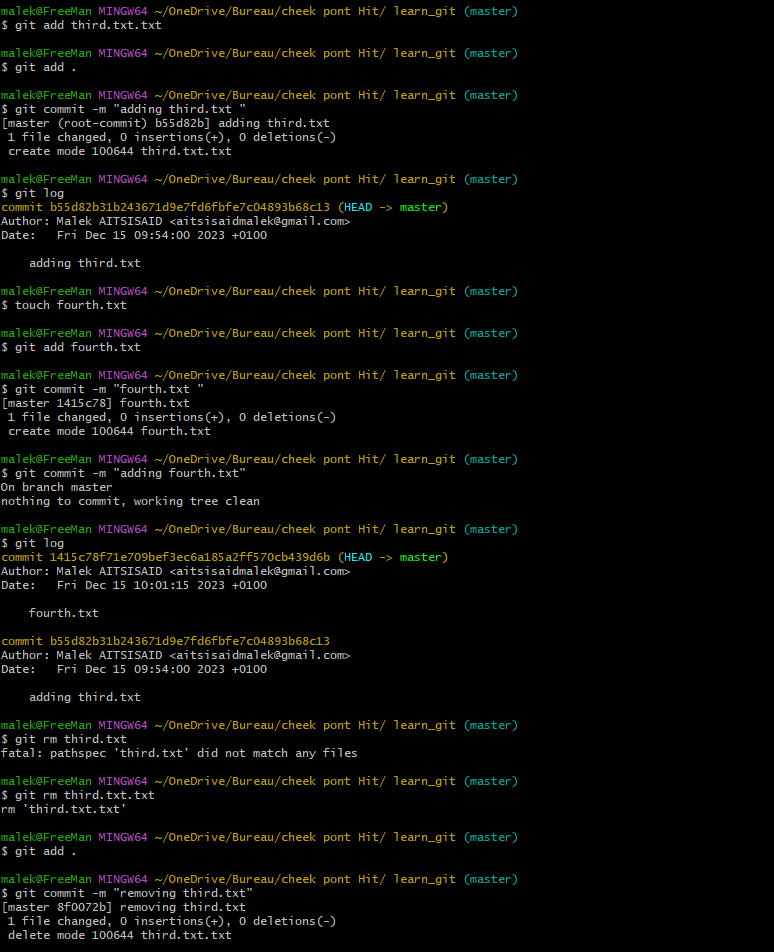 malek@FreeMan MINGW64 ~/OneDrive/Bureau/cheek pont Hit/ learn_git (master)
$ git add third.txt.txt
malek@FreeMan MINGW64 ~/OneDrive/Bureau/cheek pont Hit/ learn_git (master)
$ git add .
malek@FreeMan MINGW64 ~/OneDrive/Bureau/cheek pont Hit/ learn_git (master)
$ git commit -m "adding third.txt "
[master (root-commit) b55d82b] adding third.txt
 1 file changed, 0 insertions(+), 0 deletions(-)
 create mode 100644 third.txt.txt
malek@FreeMan MINGW64 ~/OneDrive/Bureau/cheek pont Hit/ learn_git (master)
$ git log
commit b55d82b31b243671d9e7fd6fbfe7c04893b68c13 (HEAD -> master)
Author: Malek AITSISAID <aitsisaidmalek@gmail.com>
Date:   Fri Dec 15 09:54:00 2023 +0100
    adding third.txt
malek@FreeMan MINGW64 ~/OneDrive/Bureau/cheek pont Hit/ learn_git (master)
$ touch fourth.txt
malek@FreeMan MINGW64 ~/OneDrive/Bureau/cheek pont Hit/ learn_git (master)
$ git add fourth.txt
malek@FreeMan MINGW64 ~/OneDrive/Bureau/cheek pont Hit/ learn_git (master)
$ git commit -m "fourth.txt "
[master 1415c78] fourth.txt
 1 file changed, 0 insertions(+), 0 deletions(-)
 create mode 100644 fourth.txt
malek@FreeMan MINGW64 ~/OneDrive/Bureau/cheek pont Hit/ learn_git (master)
$ git commit -m "adding fourth.txt"
On branch master
nothing to commit, working tree clean
malek@FreeMan MINGW64 ~/OneDrive/Bureau/cheek pont Hit/ learn_git (master)
$ git log
commit 1415c78f71e709bef3ec6a185a2ff570cb439d6b (HEAD -> master)
Author: Malek AITSISAID <aitsisaidmalek@gmail.com>
Date:   Fri Dec 15 10:01:15 2023 +0100
    fourth.txt
commit b55d82b31b243671d9e7fd6fbfe7c04893b68c13
Author: Malek AITSISAID <aitsisaidmalek@gmail.com>
Date:   Fri Dec 15 09:54:00 2023 +0100
    adding third.txt
malek@FreeMan MINGW64 ~/OneDrive/Bureau/cheek pont Hit/ learn_git (master)
$ git rm third.txt
fatal: pathspec 'third.txt' did not match any files
malek@FreeMan MINGW64 ~/OneDrive/Bureau/cheek pont Hit/ learn_git (master)
$ git rm third.txt.txt
rm 'third.txt.txt'
malek@FreeMan MINGW64 ~/OneDrive/Bureau/cheek pont Hit/ learn_git (master)
$ git add .
malek@FreeMan MINGW64 ~/OneDrive/Bureau/cheek pont Hit/ learn_git (master)
$ git commit -m "removing third.txt"
[master 8f0072b] removing third.txt
 1 file changed, 0 insertions(+), 0 deletions(-)
 delete mode 100644 third.txt.txt